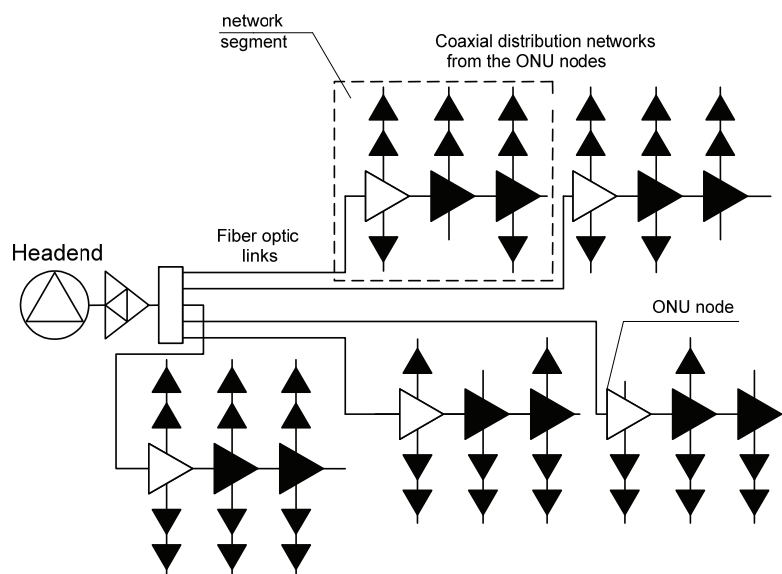 network
segment
Coaxial distribution networks
from the ONU nodes
Fiber optic
links
Headend
ONU node